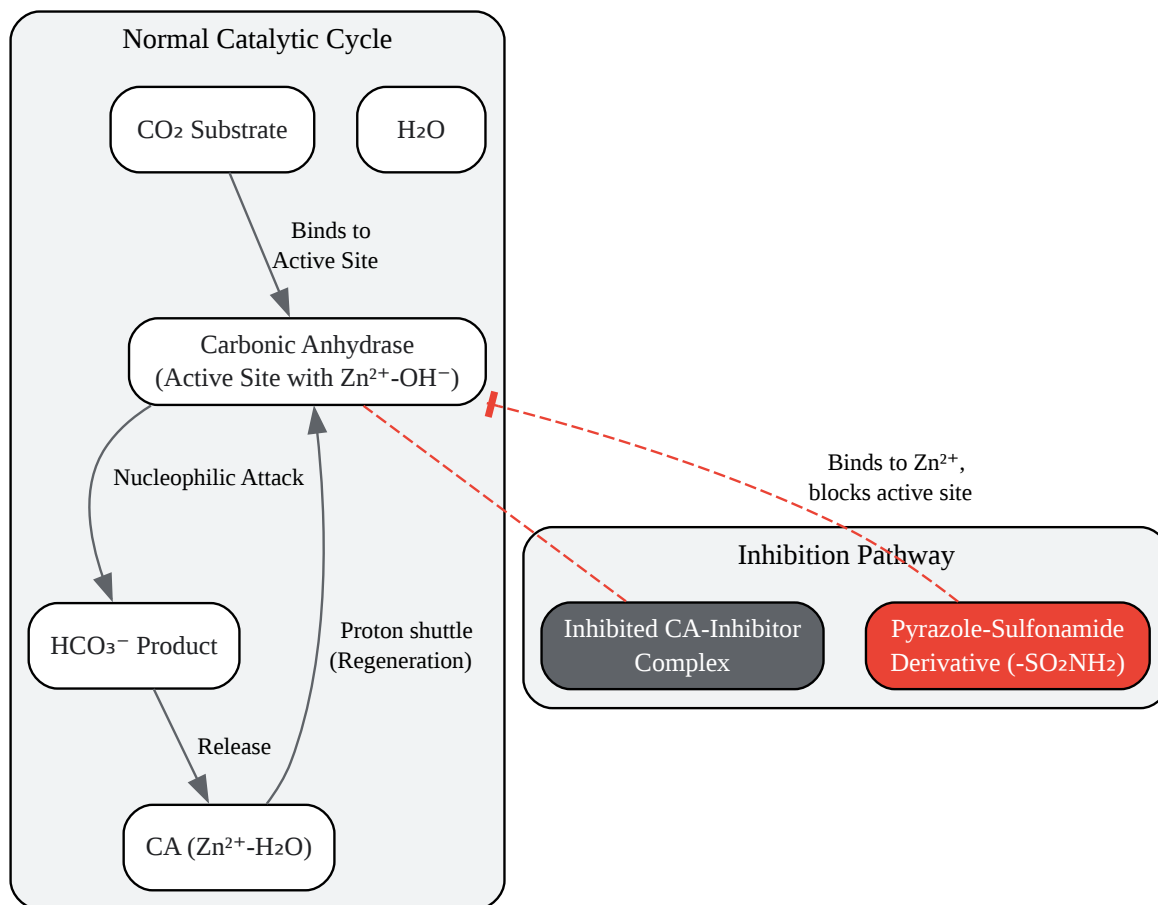 Normal Catalytic Cycle
CO₂ Substrate
H₂O
Binds to
Active Site
Carbonic Anhydrase
(Active Site with Zn²⁺-OH⁻)
Nucleophilic Attack
Binds to Zn²⁺,
blocks active site
Inhibition Pathway
Inhibited CA-Inhibitor
Complex
Pyrazole-Sulfonamide
Derivative (-SO₂NH₂)
HCO₃⁻ Product
Proton shuttle
(Regeneration)
Release
CA (Zn²⁺-H₂O)